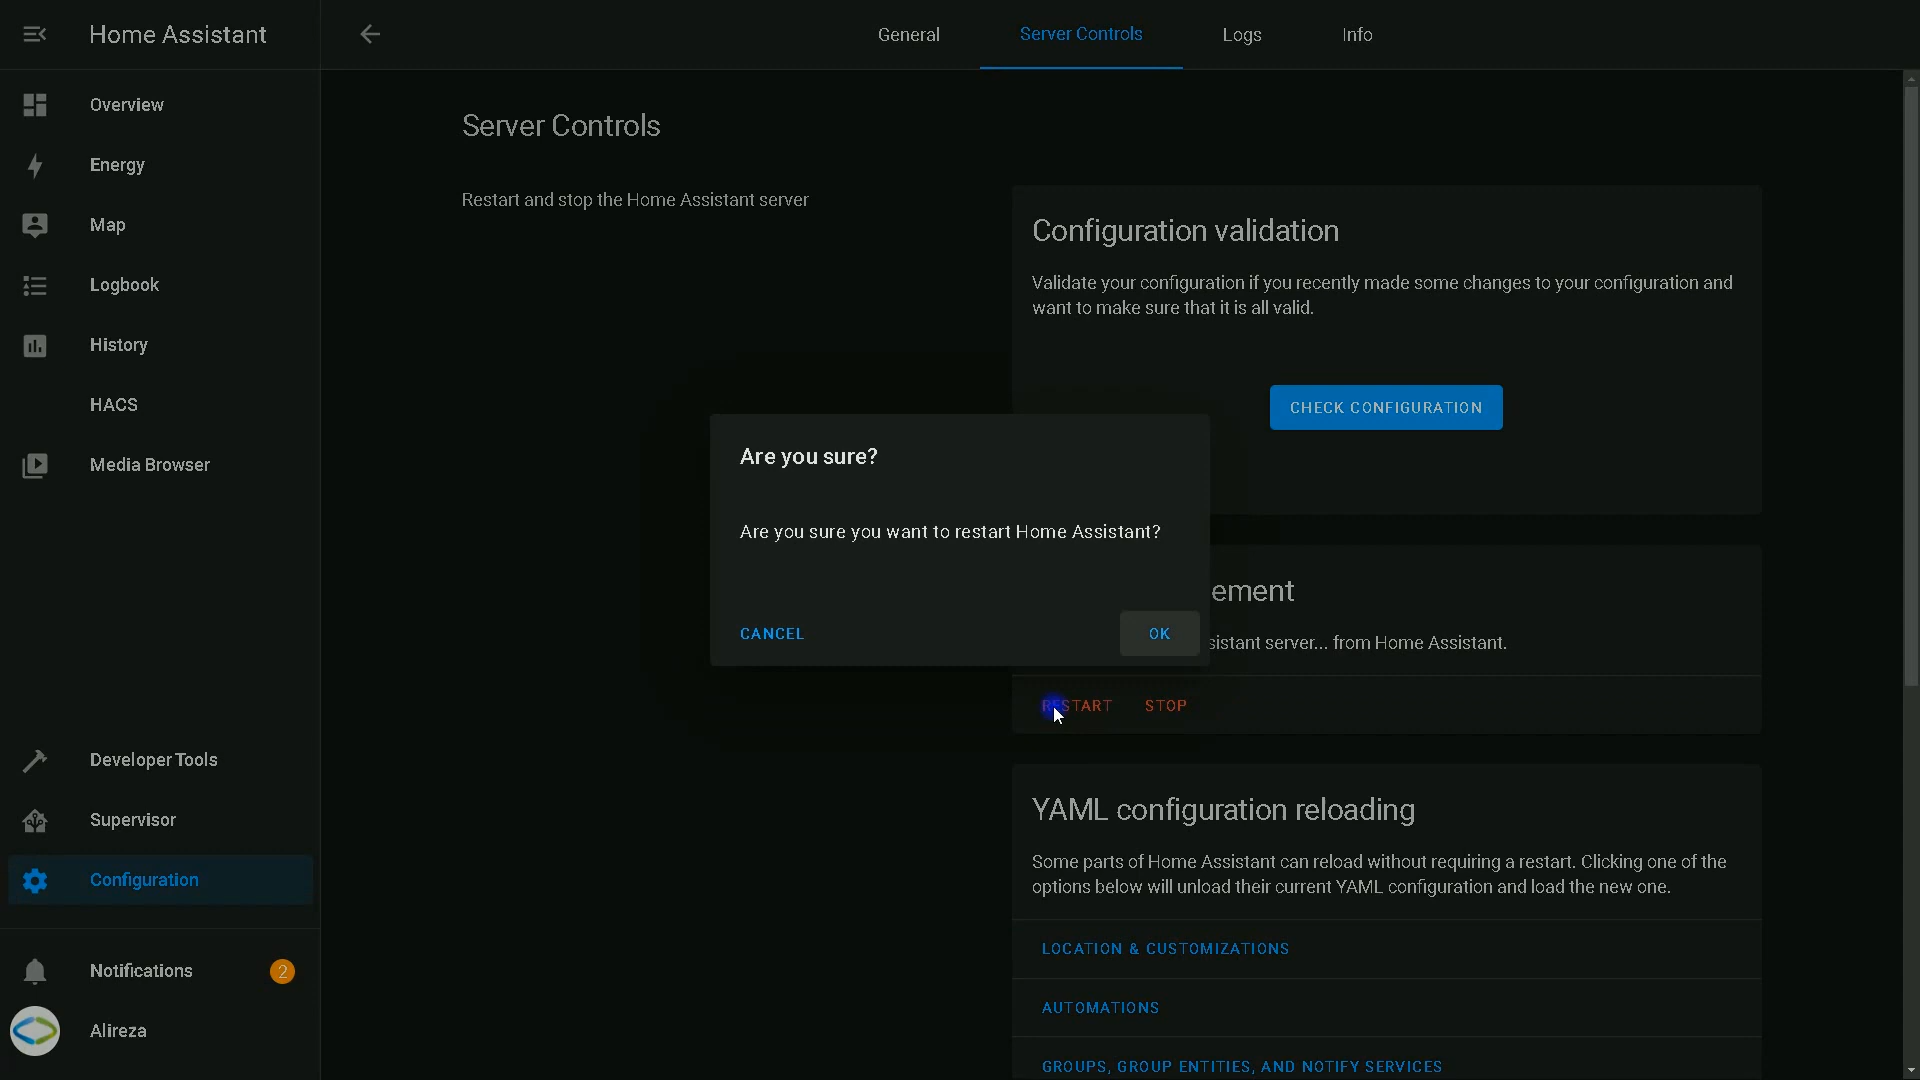 Home Assistant
General
Server Controls
Logs
Info
Overview
Energy
Map
Logbook
History
HACS
Media Browser
Developer Tools
Supervisor
Configuration
Notifications
2
Alireza
Server Controls
Restart and stop the Home Assistant server
Configuration validation
Validate your configuration if you recently made some changes to your configuration and
want to make sure that it is all valid.
CHECK CONFIGURATION
Are you sure?
Are you sure you want to restart Home Assistant?
CANCEL
OK
ement
sistant server... from Home Assistant.
RESTART
STOP
YAML configuration reloading
Some parts of Home Assistant can reload without requiring a restart. Clicking one of the
options below will unload their current YAML configuration and load the new one.
LOCATION & CUSTOMIZATIONS
AUTOMATIONS
GROUPS, GROUP ENTITIES, AND NOTIFY SERVICES